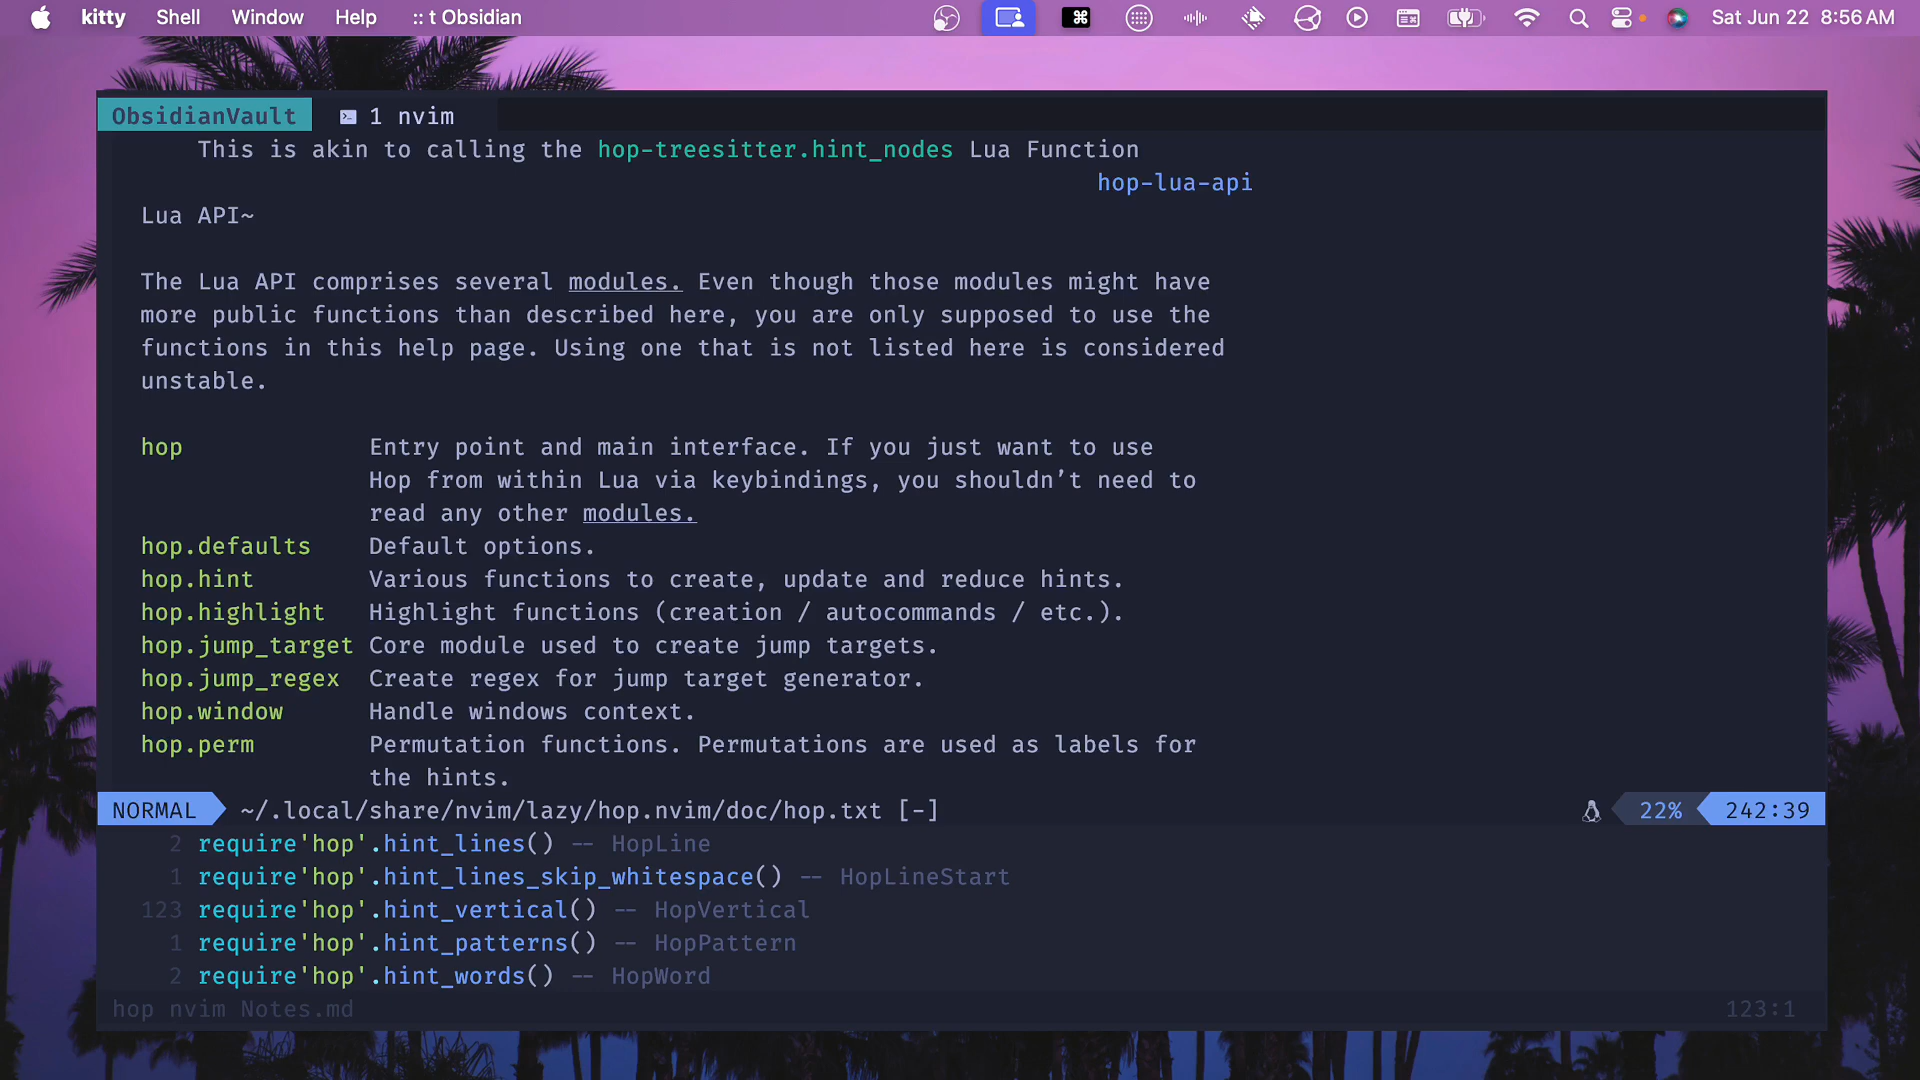 kitty Shell Window Help :: t Obsidian Sat Jun 22 8:56 AM
ObsidianVault 1 nvim
This is akin to calling the hop-treesitter.hint_nodes Lua Function
hop-lua-api
Lua API~
The Lua API comprises several modules. Even though those modules might have
more public functions than described here, you are only supposed to use the
functions in this help page. Using one that is not listed here is considered
unstable.
hop Entry point and main interface. If you just want to use
Hop from within Lua via keybindings, you shouldn’t need to
read any other modules.
hop.defaults Default options.
hop.hint Various functions to create, update and reduce hints.
hop.highlight Highlight functions (creation / autocommands / etc.).
hop.jump_target Core module used to create jump targets.
hop.jump_regex Create regex for jump target generator.
hop.window Handle windows context.
hop.perm Permutation functions. Permutations are used as labels for
the hints.
NORMAL ~/.local/share/nvim/lazy/hop.nvim/doc/hop.txt [-] 22% 242:39
2 require'hop'.hint_lines() -- HopLine
1 require'hop'.hint_lines_skip_whitespace() -- HopLineStart
123 require'hop'.hint_vertical() -- HopVertical
1 require'hop'.hint_patterns() -- HopPattern
2 require'hop'.hint_words() -- HopWord
hop nvim Notes.md 123:1